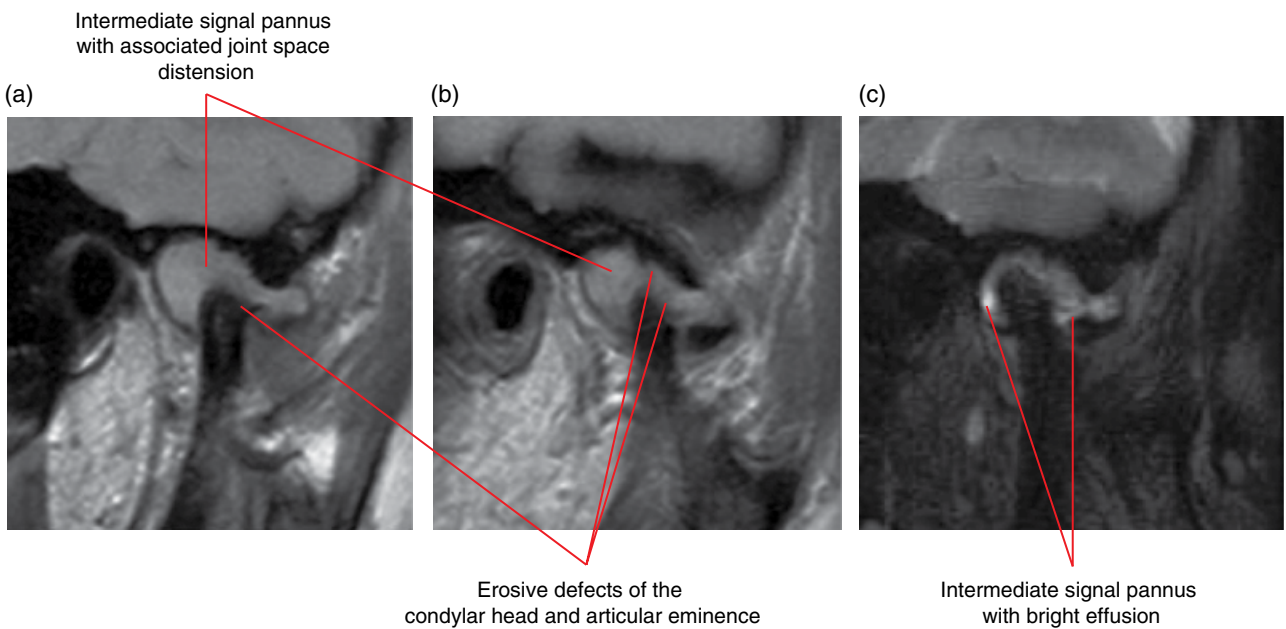 Intermediate signal pannus
with associated joint space
distension
(a)
(b)
(c)
Erosive defects of the
condylar head and articular eminence
Intermediate signal pannus
with bright effusion